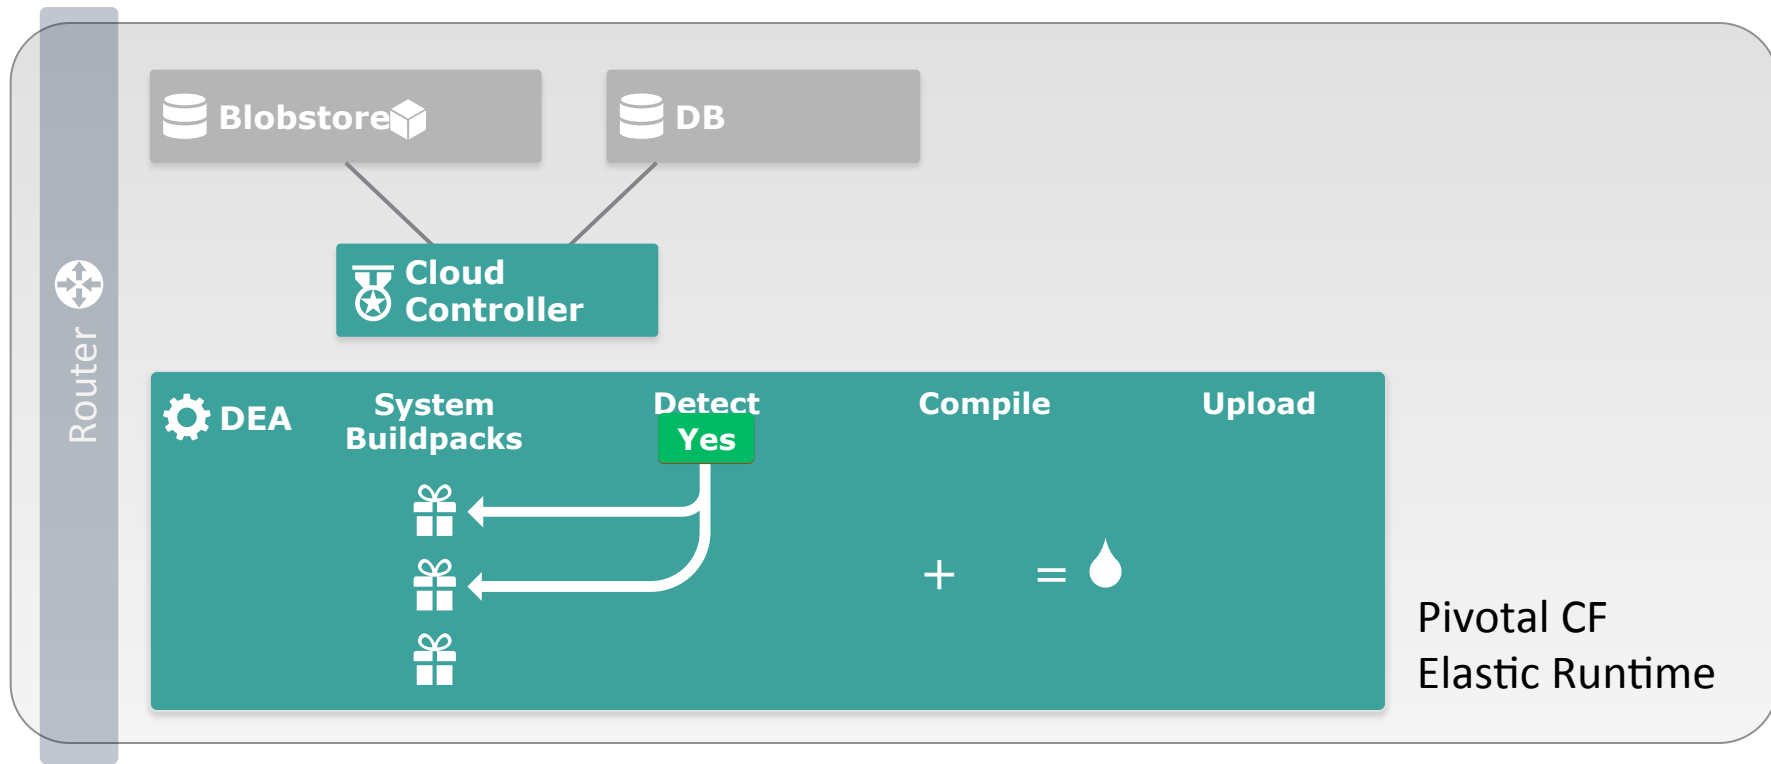 Router
Blobstore
DB
Cloud
Controller
DEA
System
Buildpacks
Detect
Yes
Compile
Upload
+ =
Pivotal CF
Elastic Runtime